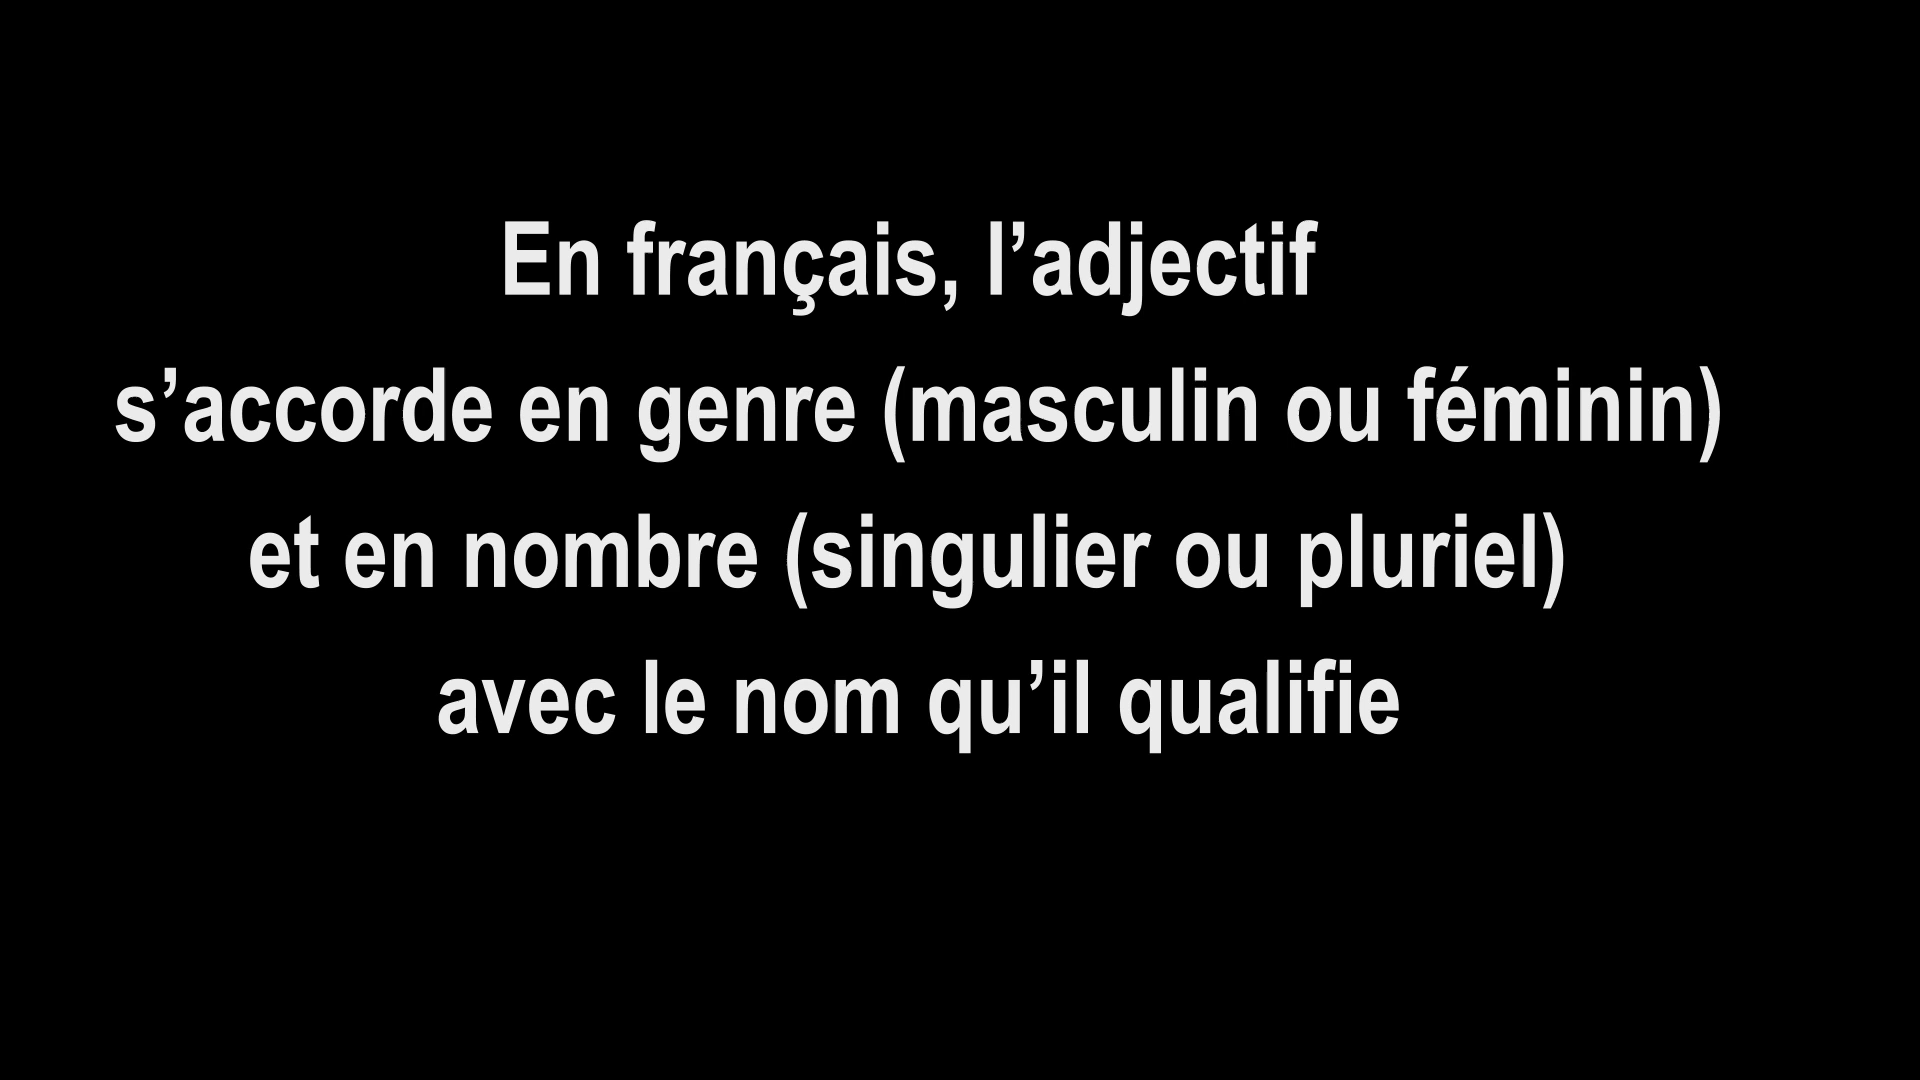 En français, l’adjectif
s’accorde en genre (masculin ou féminin)
et en nombre (singulier ou pluriel)
avec le nom qu’il qualifie